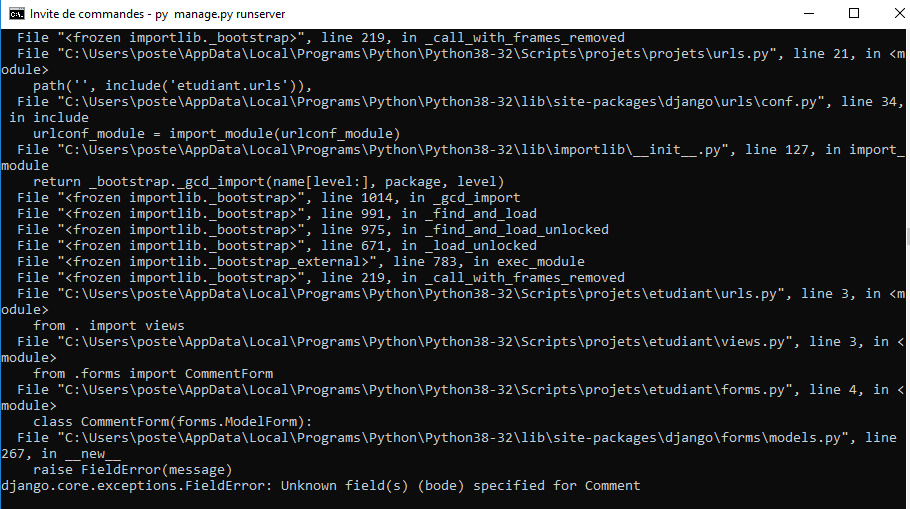 Invite de commandes - py  manage.py runserver
  File "<frozen importlib._bootstrap>", line 219, in _call_with_frames_removed
  File "C:\Users\poste\AppData\Local\Programs\Python\Python38-32\Scripts\projets\projets\urls.py", line 21, in <m
odule>
    path('', include('etudiant.urls')),
  File "C:\Users\poste\AppData\Local\Programs\Python\Python38-32\lib\site-packages\django\urls\conf.py", line 34,
 in include
    urlconf_module = import_module(urlconf_module)
  File "C:\Users\poste\AppData\Local\Programs\Python\Python38-32\lib\importlib\__init__.py", line 127, in import_
module
    return _bootstrap._gcd_import(name[level:], package, level)
  File "<frozen importlib._bootstrap>", line 1014, in _gcd_import
  File "<frozen importlib._bootstrap>", line 991, in _find_and_load
  File "<frozen importlib._bootstrap>", line 975, in _find_and_load_unlocked
  File "<frozen importlib._bootstrap>", line 671, in _load_unlocked
  File "<frozen importlib._bootstrap_external>", line 783, in exec_module
  File "<frozen importlib._bootstrap>", line 219, in _call_with_frames_removed
  File "C:\Users\poste\AppData\Local\Programs\Python\Python38-32\Scripts\projets\etudiant\urls.py", line 3, in <m
odule>
    from . import views
  File "C:\Users\poste\AppData\Local\Programs\Python\Python38-32\Scripts\projets\etudiant\views.py", line 3, in <
module>
    from .forms import CommentForm
  File "C:\Users\poste\AppData\Local\Programs\Python\Python38-32\Scripts\projets\etudiant\forms.py", line 4, in <
module>
    class CommentForm(forms.ModelForm):
  File "C:\Users\poste\AppData\Local\Programs\Python\Python38-32\lib\site-packages\django\forms\models.py", line
267, in __new__
    raise FieldError(message)
django.core.exceptions.FieldError: Unknown field(s) (bode) specified for Comment